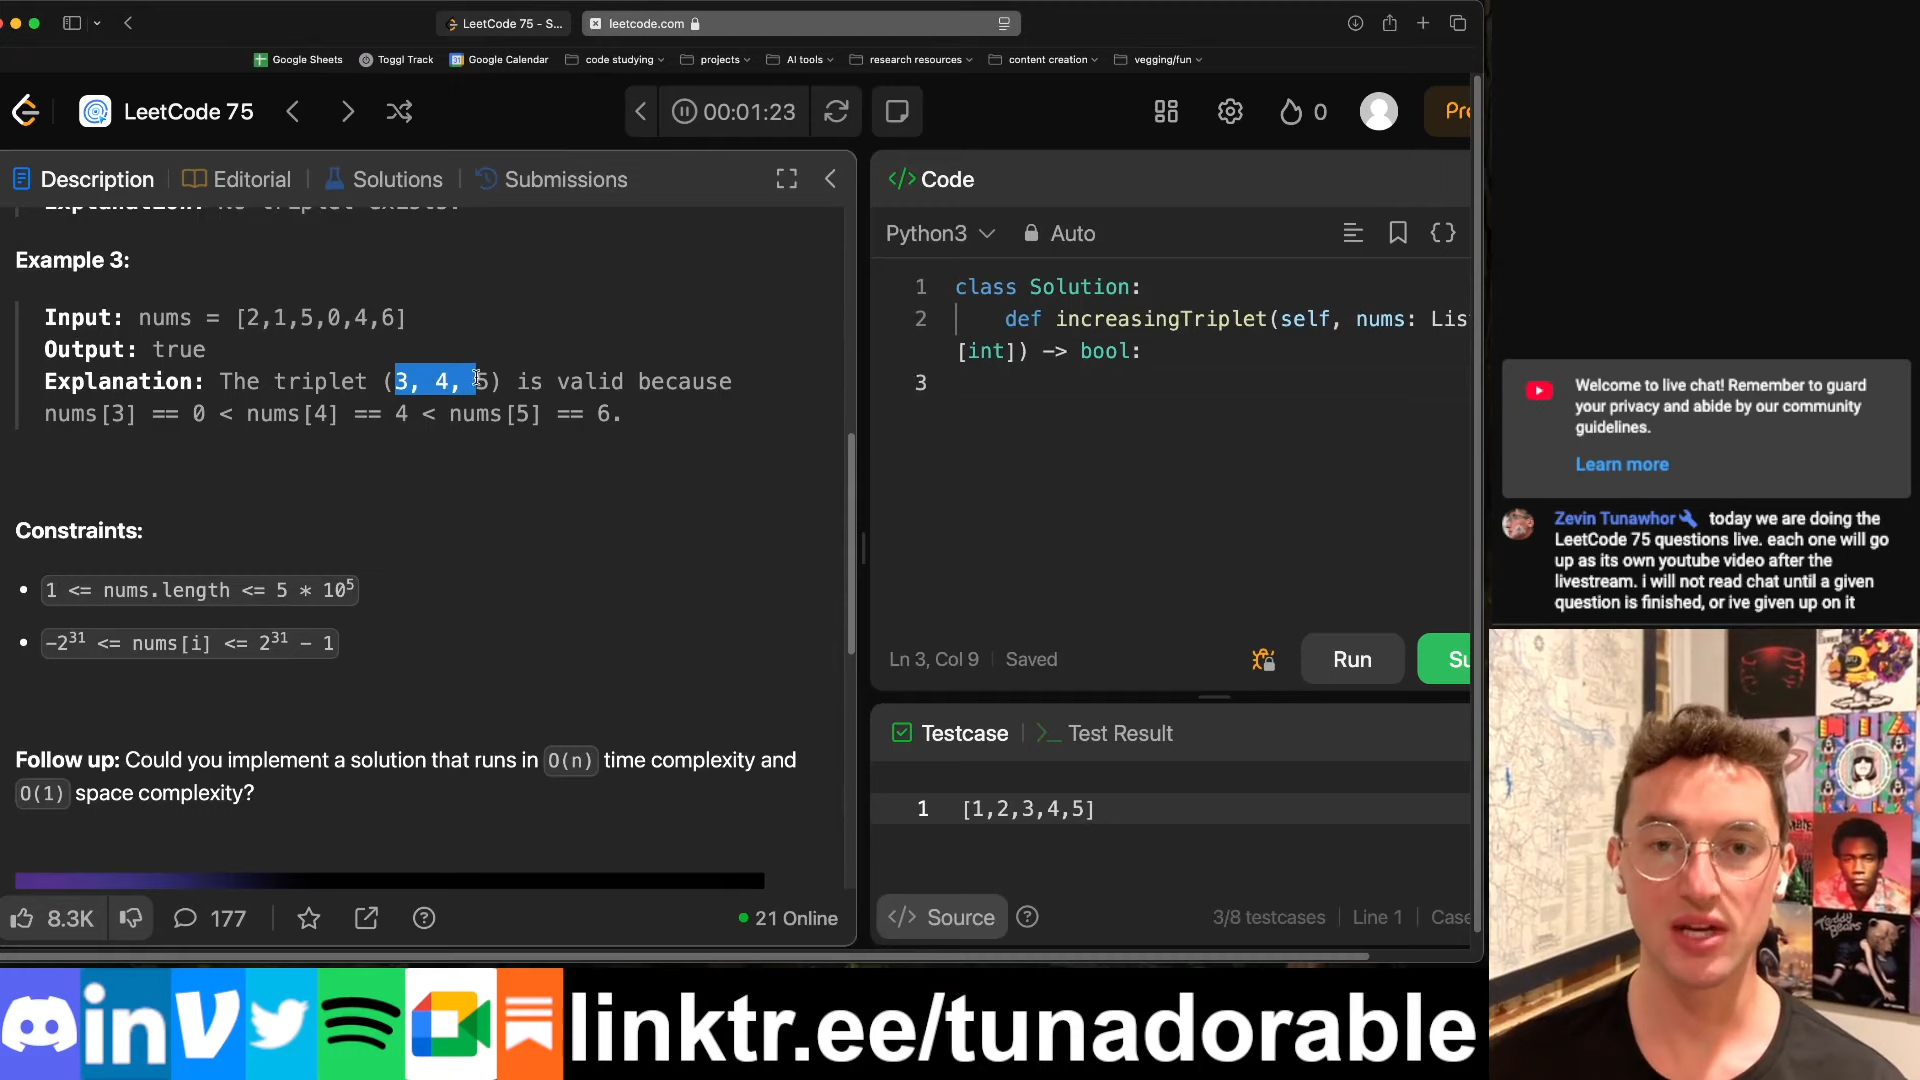 LeetCode 75 - S...
leetcode.com
Google Sheets
Toggl Track
Google Calendar
code studying
projects
AI tools
research resources
content creation
vegging/fun
LeetCode 75
00:01:23
0
Pre
Description
Editorial
Solutions
Submissions
Explanation: No triplet exists.
Example 3:
Input: nums = [2,1,5,0,4,6]
Output: true
Explanation: The triplet (3, 4, 5) is valid because
nums[3] == 0 < nums[4] == 4 < nums[5] == 6.
Constraints:
1 <= nums.length <= 5 * 10^5
-2^31 <= nums[i] <= 2^31 - 1
Follow up: Could you implement a solution that runs in O(n) time complexity and
O(1) space complexity?
8.3K
177
21 Online
</> Code
Python3
Auto
1 class Solution:
2 def increasingTriplet(self, nums: Lis
[int]) -> bool:
3
Ln 3, Col 9
Saved
Run
Su
Testcase
Test Result
1 [1,2,3,4,5]
</> Source
3/8 testcases
Line 1
Case
Welcome to live chat! Remember to guard
your privacy and abide by our community
guidelines.
Learn more
Zevin Tunawhor today we are doing the
LeetCode 75 questions live. each one will go
up as its own youtube video after the
livestream. i will not read chat until a given
question is finished, or ive given up on it
in
linktr.ee/tunadorable